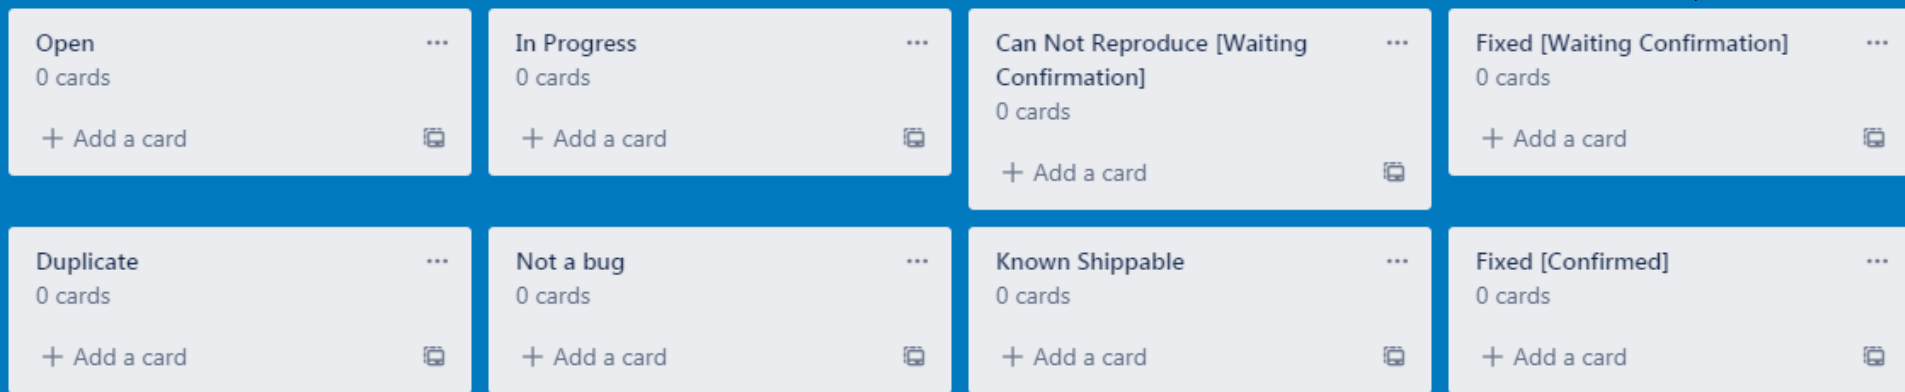 Open
0 cards
Add a card
In Progress
0 cards
Add a card
Can Not Reproduce [Waiting
Confirmation]
0 cards
Add a card
Fixed [Waiting Confirmation]
0 cards
Add a card
Duplicate
0 cards
Add a card
Not a bug
0 cards
Add a card
Known Shippable
0 cards
Add a card
Fixed [Confirmed]
0 cards
Add a card